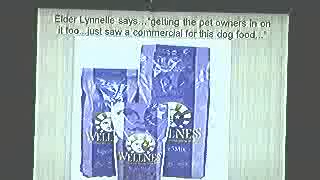 Elder Lynnelle says..."getting the pet owners in on
it too...just saw a commercial for this dog food..."
WELLNESS
WELLNESS
WELLNESS